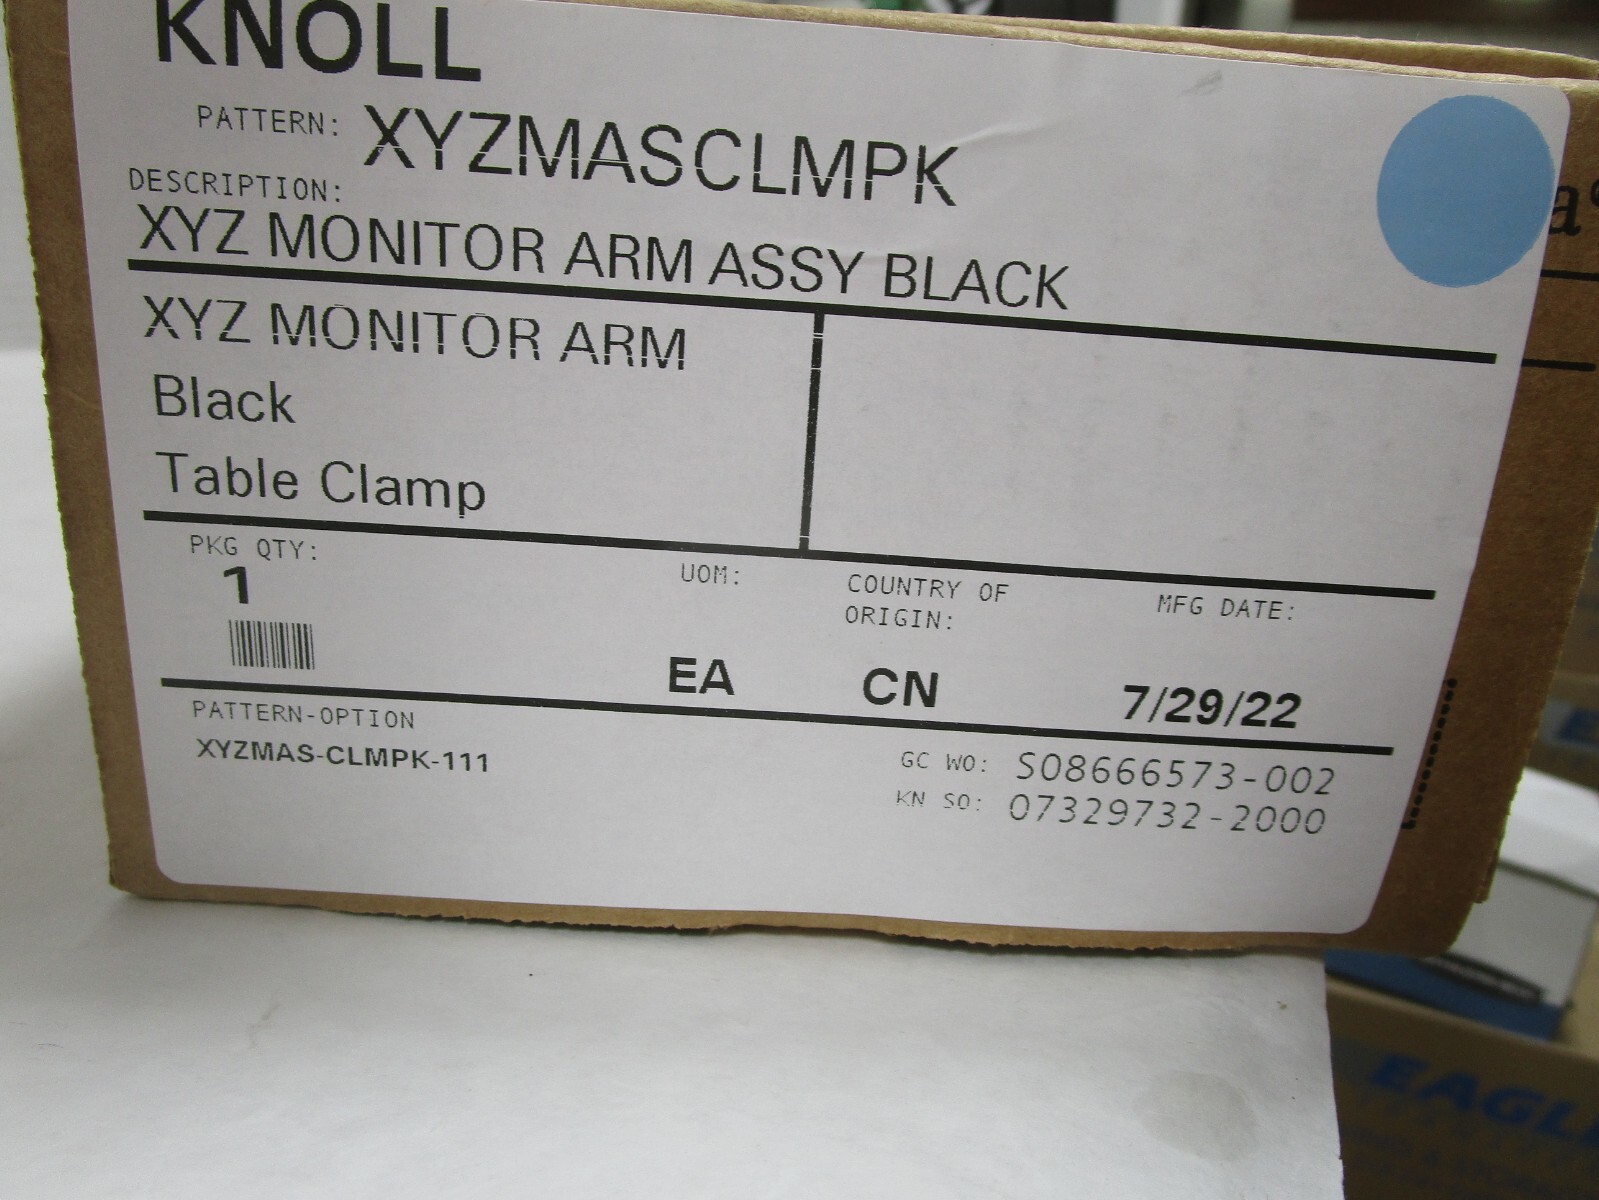 KNOLL
PATTERN: XYZMASCLMPK
DESCRIPTION:
XYZ MONITOR ARM ASSY BLACK
XYZ MONITOR ARM
Black
Table Clamp
PKG QTY:
1
UOM:
EA
COUNTRY OF
ORIGIN:
CN
MFG DATE:
7/29/22
PATTERN-OPTION
XYZMAS-CLMPK-111
GC WO: S08666573-002
KN SO: 07329732-2000